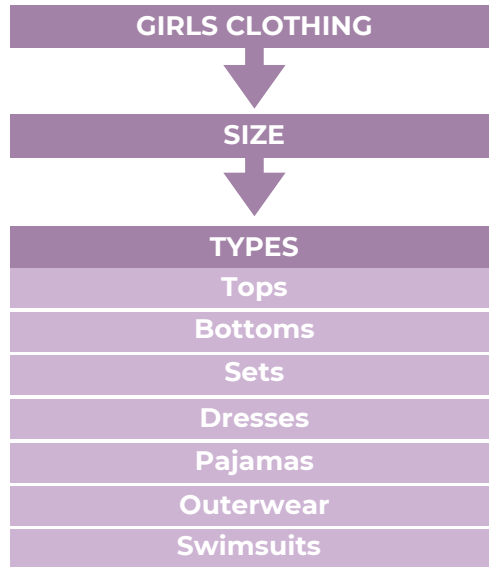 GIRLS CLOTHING
SIZE
TYPES
Tops
Bottoms
Sets
Dresses
Pajamas
Outerwear
Swimsuits